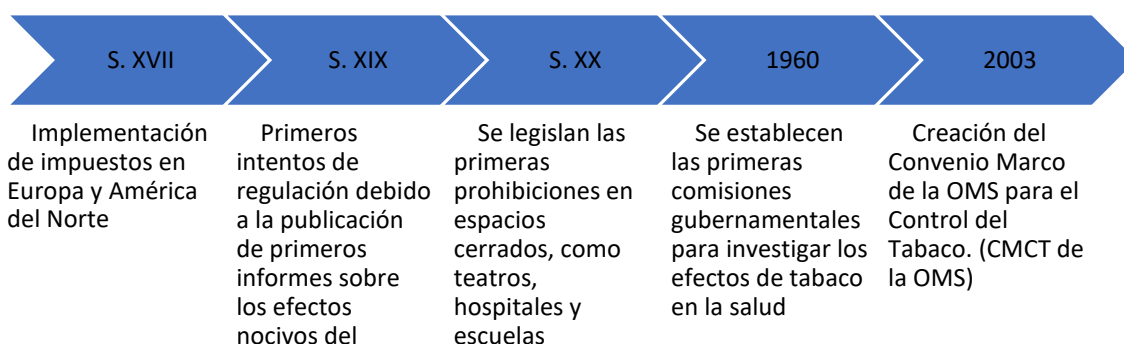 S. XVII
S. XIX
S. XX
1960
2003
Implementación
de impuestos en
Europa y América
del Norte
Primeros
intentos de
regulación debido
a la publicación
de primeros
informes sobre
los efectos
nocivos del
Se legislan las
primeras
prohibiciones en
espacios
cerrados, como
teatros,
hospitales y
escuelas
Se establecen
las primeras
comisiones
gubernamentales
para investigar los
efectos de tabaco
en la salud
Creación del
Convenio Marco
de la OMS para el
Control del
Tabaco. (CMCT de
la OMS)